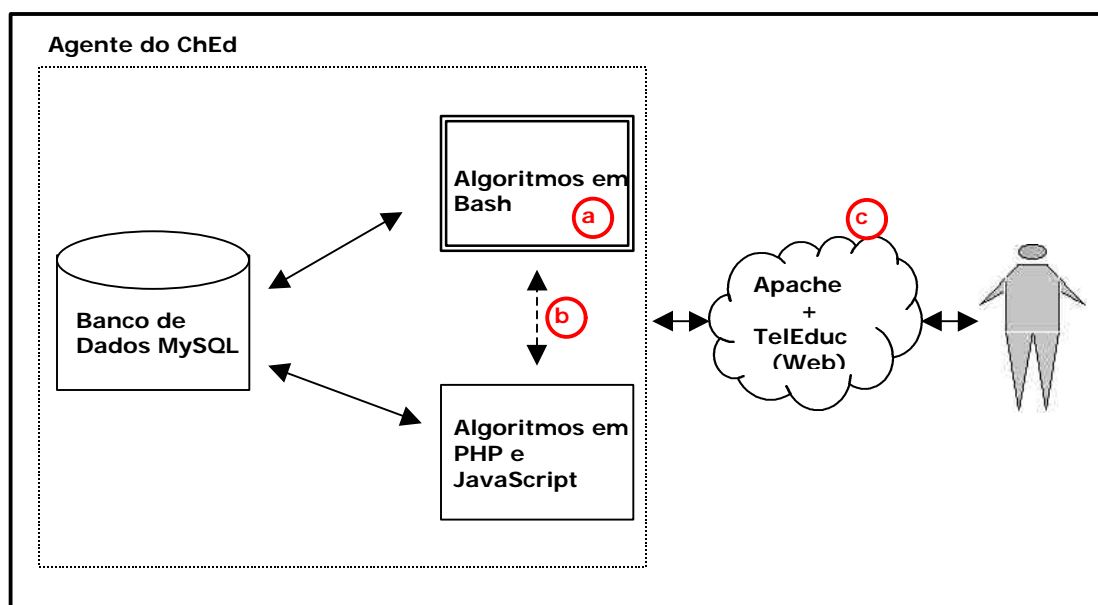 Agente do ChEd
Algoritmos em
Bash
a
c
Apache
+
TelEduc
(Web)
b
Banco de
Dados MySQL
Algoritmos em
PHP e
JavaScript